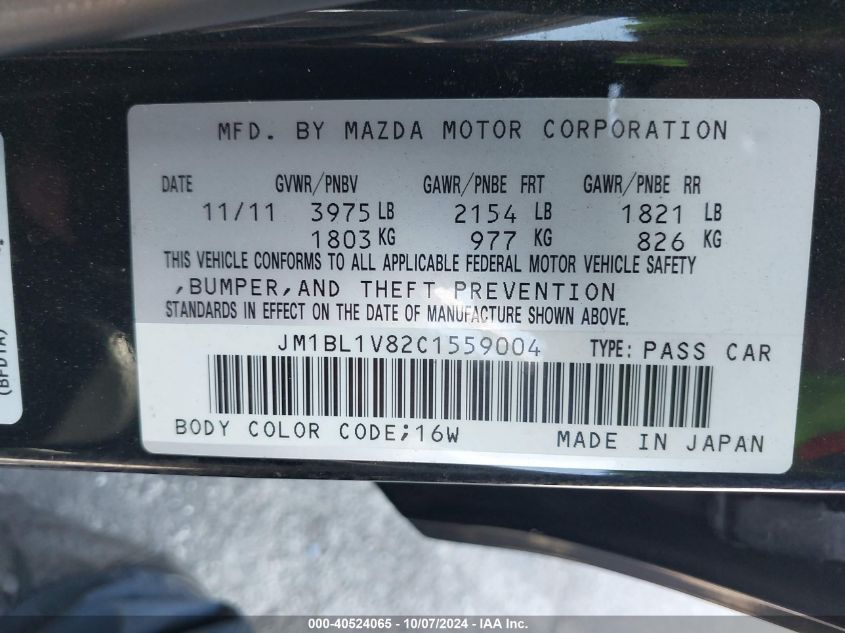 MFD. BY MAZDA MOTOR CORPORATION
DATE GVWR/PNBV GAWR/PNBE FRT GAWR/PNBE RR
11/11 3975 LB 2154 LB 1821 LB
1803 KG 977 KG 826 KG
THIS VEHICLE CONFORMS TO ALL APPLICABLE FEDERAL MOTOR VEHICLE SAFETY
,BUMPER,AND THEFT PREVENTION
STANDARDS IN EFFECT ON THE DATE OF MANUFACTURE SHOWN ABOVE.
JM1BL1V82C1559004 TYPE: PASS CAR
BODY COLOR CODE;16W MADE IN JAPAN
(BFD1A)
000-40524065 - 10/07/2024 - IAA Inc.